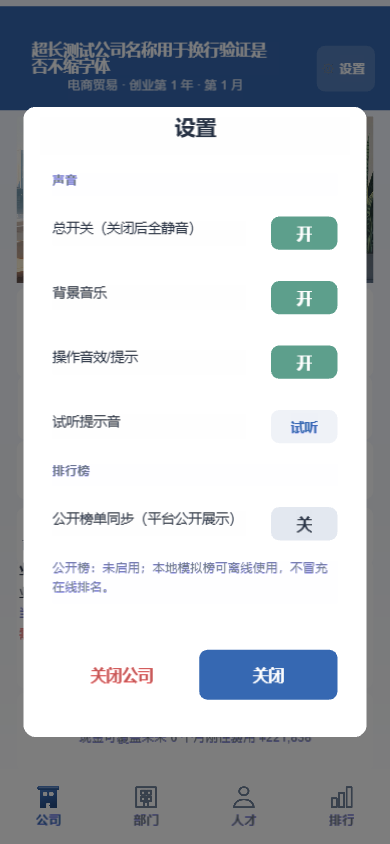 超长测试公司名称用于换行验证是
否不缩字体
电商贸易 · 创业第 1 年 · 第 1 月
设置
设置
声音
总开关（关闭后全静音）
开
背景音乐
开
操作音效/提示
开
试听提示音
试听
排行榜
公开榜单同步（平台公开展示）
关
公开榜：未启用；本地模拟榜可离线使用，不冒充
在线排名。
关闭公司
关闭
公司
部门
人才
排行